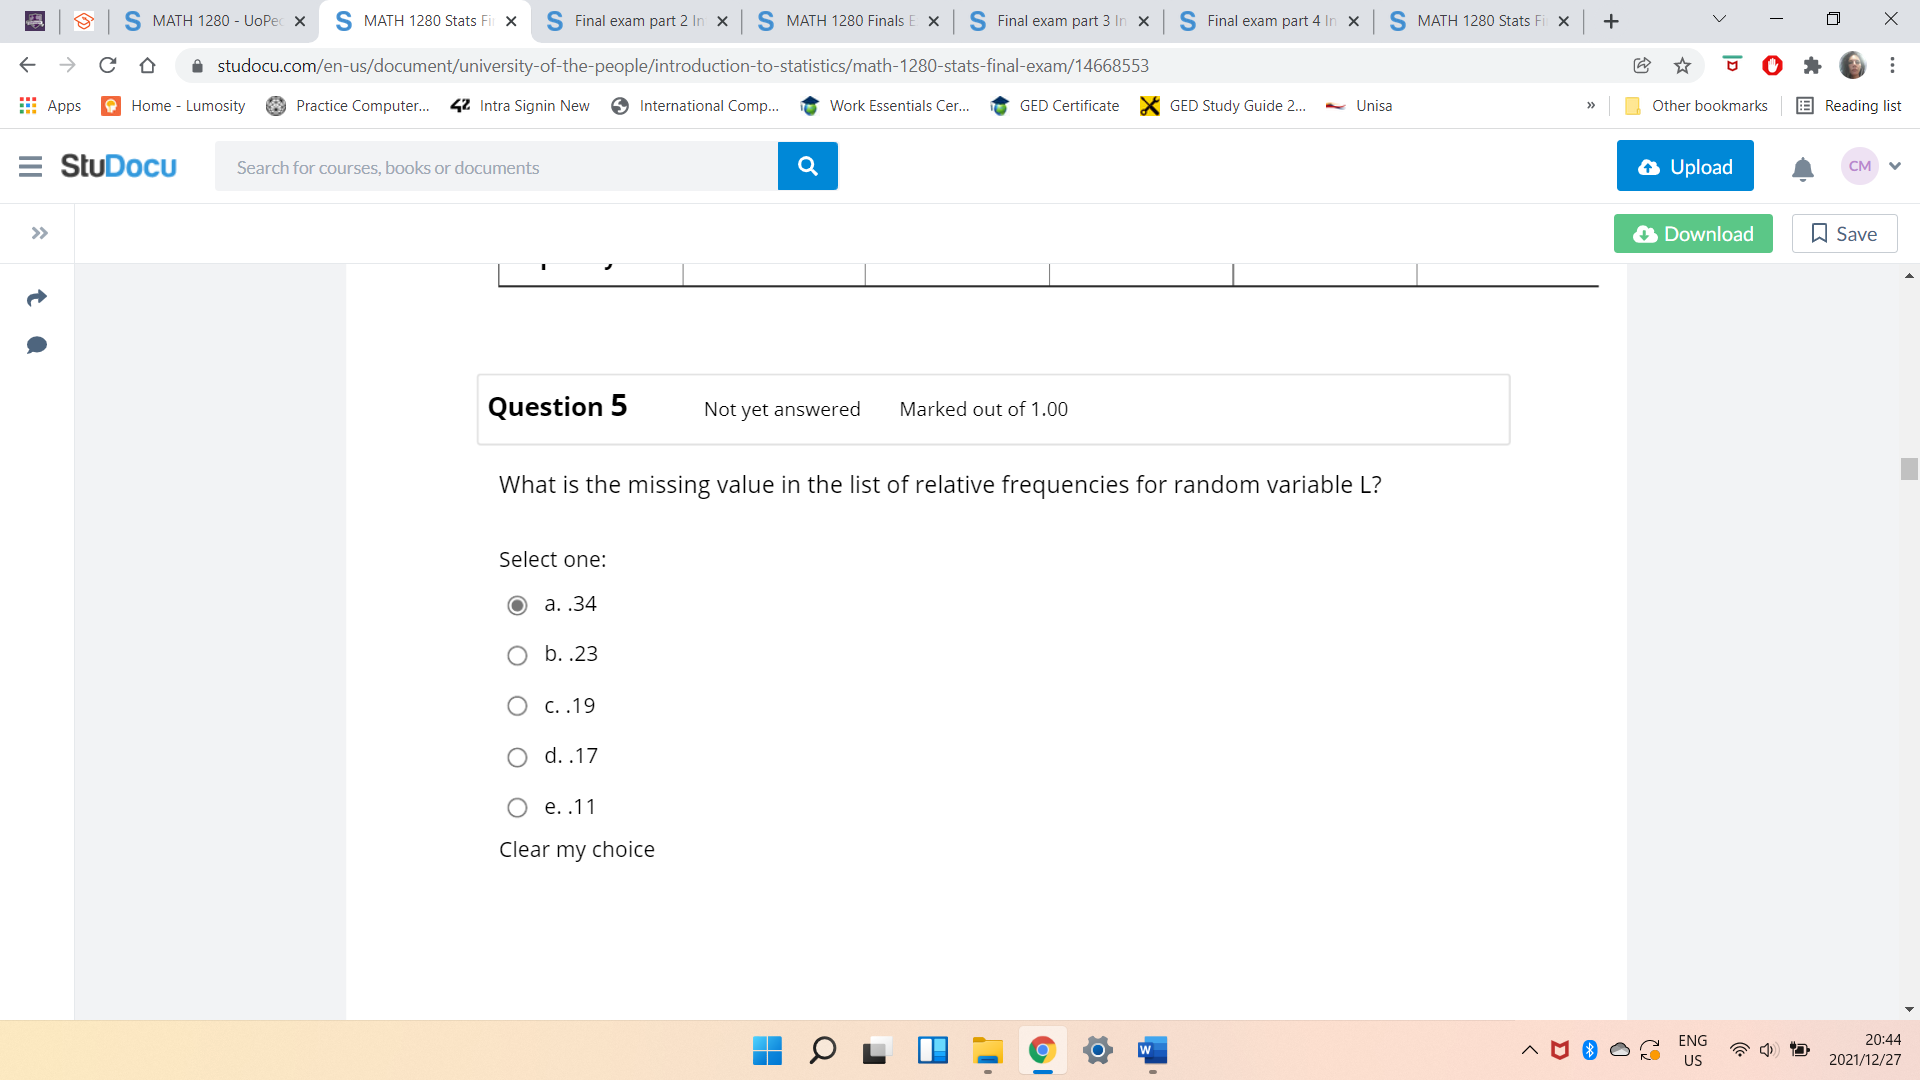 MATH 1280 - UoPeo
MATH 1280 Stats Fin
Final exam part 2 In
MATH 1280 Finals E
Final exam part 3 In
Final exam part 4 In
MATH 1280 Stats Fi
studocu.com/en-us/document/university-of-the-people/introduction-to-statistics/math-1280-stats-final-exam/14668553
Apps
Home - Lumosity
Practice Computer...
Intra Signin New
International Comp...
Work Essentials Cer...
GED Certificate
GED Study Guide 2...
Unisa
»
Other bookmarks
Reading list
StuDocu
Search for courses, books or documents
Upload
CM
Download
Save
Question 5
Not yet answered
Marked out of 1.00
What is the missing value in the list of relative frequencies for random variable L?
Select one:
a. .34
b. .23
c. .19
d. .17
e. .11
Clear my choice
ENG
US
20:44
2021/12/27